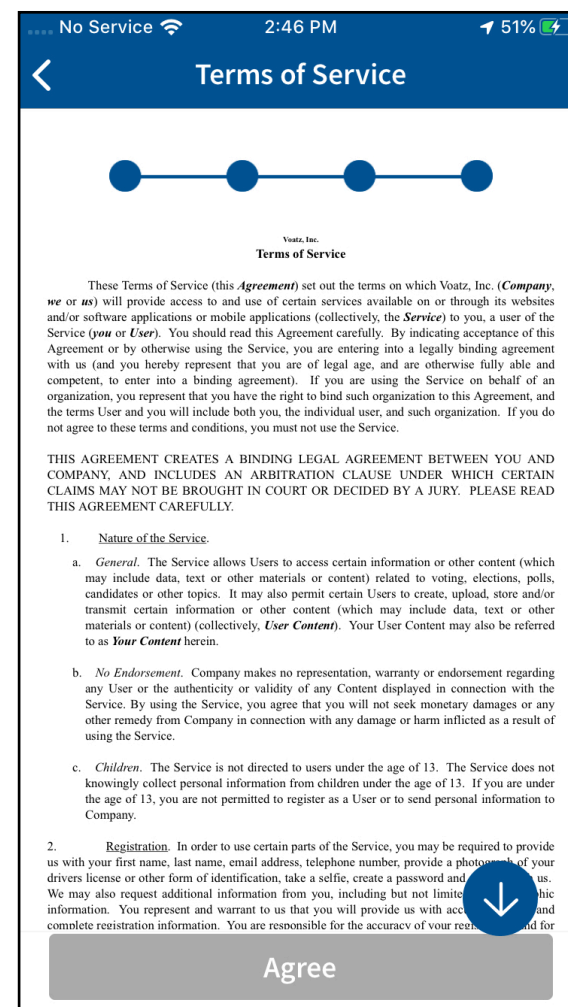 No Service 2:46 PM 51%
Terms of Service
Voatz, Inc.
Terms of Service
These Terms of Service (this Agreement) set out the terms on which Voatz, Inc. (Company,
we or us) will provide access to and use of certain services available on or through its websites
and/or software applications or mobile applications (collectively, the Service) to you, a user of the
Service (you or User). You should read this Agreement carefully. By indicating acceptance of this
Agreement or by otherwise using the Service, you are entering into a legally binding agreement
with us (and you hereby represent that you are of legal age, and are otherwise fully able and
competent, to enter into a binding agreement). If you are using the Service on behalf of an
organization, you represent that you have the right to bind such organization to this Agreement, and
the terms User and you will include both you, the individual user, and such organization. If you do
not agree to these terms and conditions, you must not use the Service.
THIS AGREEMENT CREATES A BINDING LEGAL AGREEMENT BETWEEN YOU AND
COMPANY, AND INCLUDES AN ARBITRATION CLAUSE UNDER WHICH CERTAIN
CLAIMS MAY NOT BE BROUGHT IN COURT OR DECIDED BY A JURY. PLEASE READ
THIS AGREEMENT CAREFULLY.
1. Nature of the Service.
a. General. The Service allows Users to access certain information or other content (which
may include data, text or other materials or content) related to voting, elections, polls,
candidates or other topics. It may also permit certain Users to create, upload, store and/or
transmit certain information or other content (which may include data, text or other
materials or content) (collectively, User Content). Your User Content may also be referred
to as Your Content herein.
b. No Endorsement. Company makes no representation, warranty or endorsement regarding
any User or the authenticity or validity of any Content displayed in connection with the
Service. By using the Service, you agree that you will not seek monetary damages or any
other remedy from Company in connection with any damage or harm inflicted as a result of
using the Service.
c. Children. The Service is not directed to users under the age of 13. The Service does not
knowingly collect personal information from children under the age of 13. If you are under
the age of 13, you are not permitted to register as a User or to send personal information to
Company.
2. Registration. In order to use certain parts of the Service, you may be required to provide
us with your first name, last name, email address, telephone number, provide a photograph of your
drivers license or other form of identification, take a selfie, create a password and us.
We may also request additional information from you, including but not
information. You represent and warrant to us that you will provide us with and
complete registration information. You are responsible for the accuracy of your for
Agree